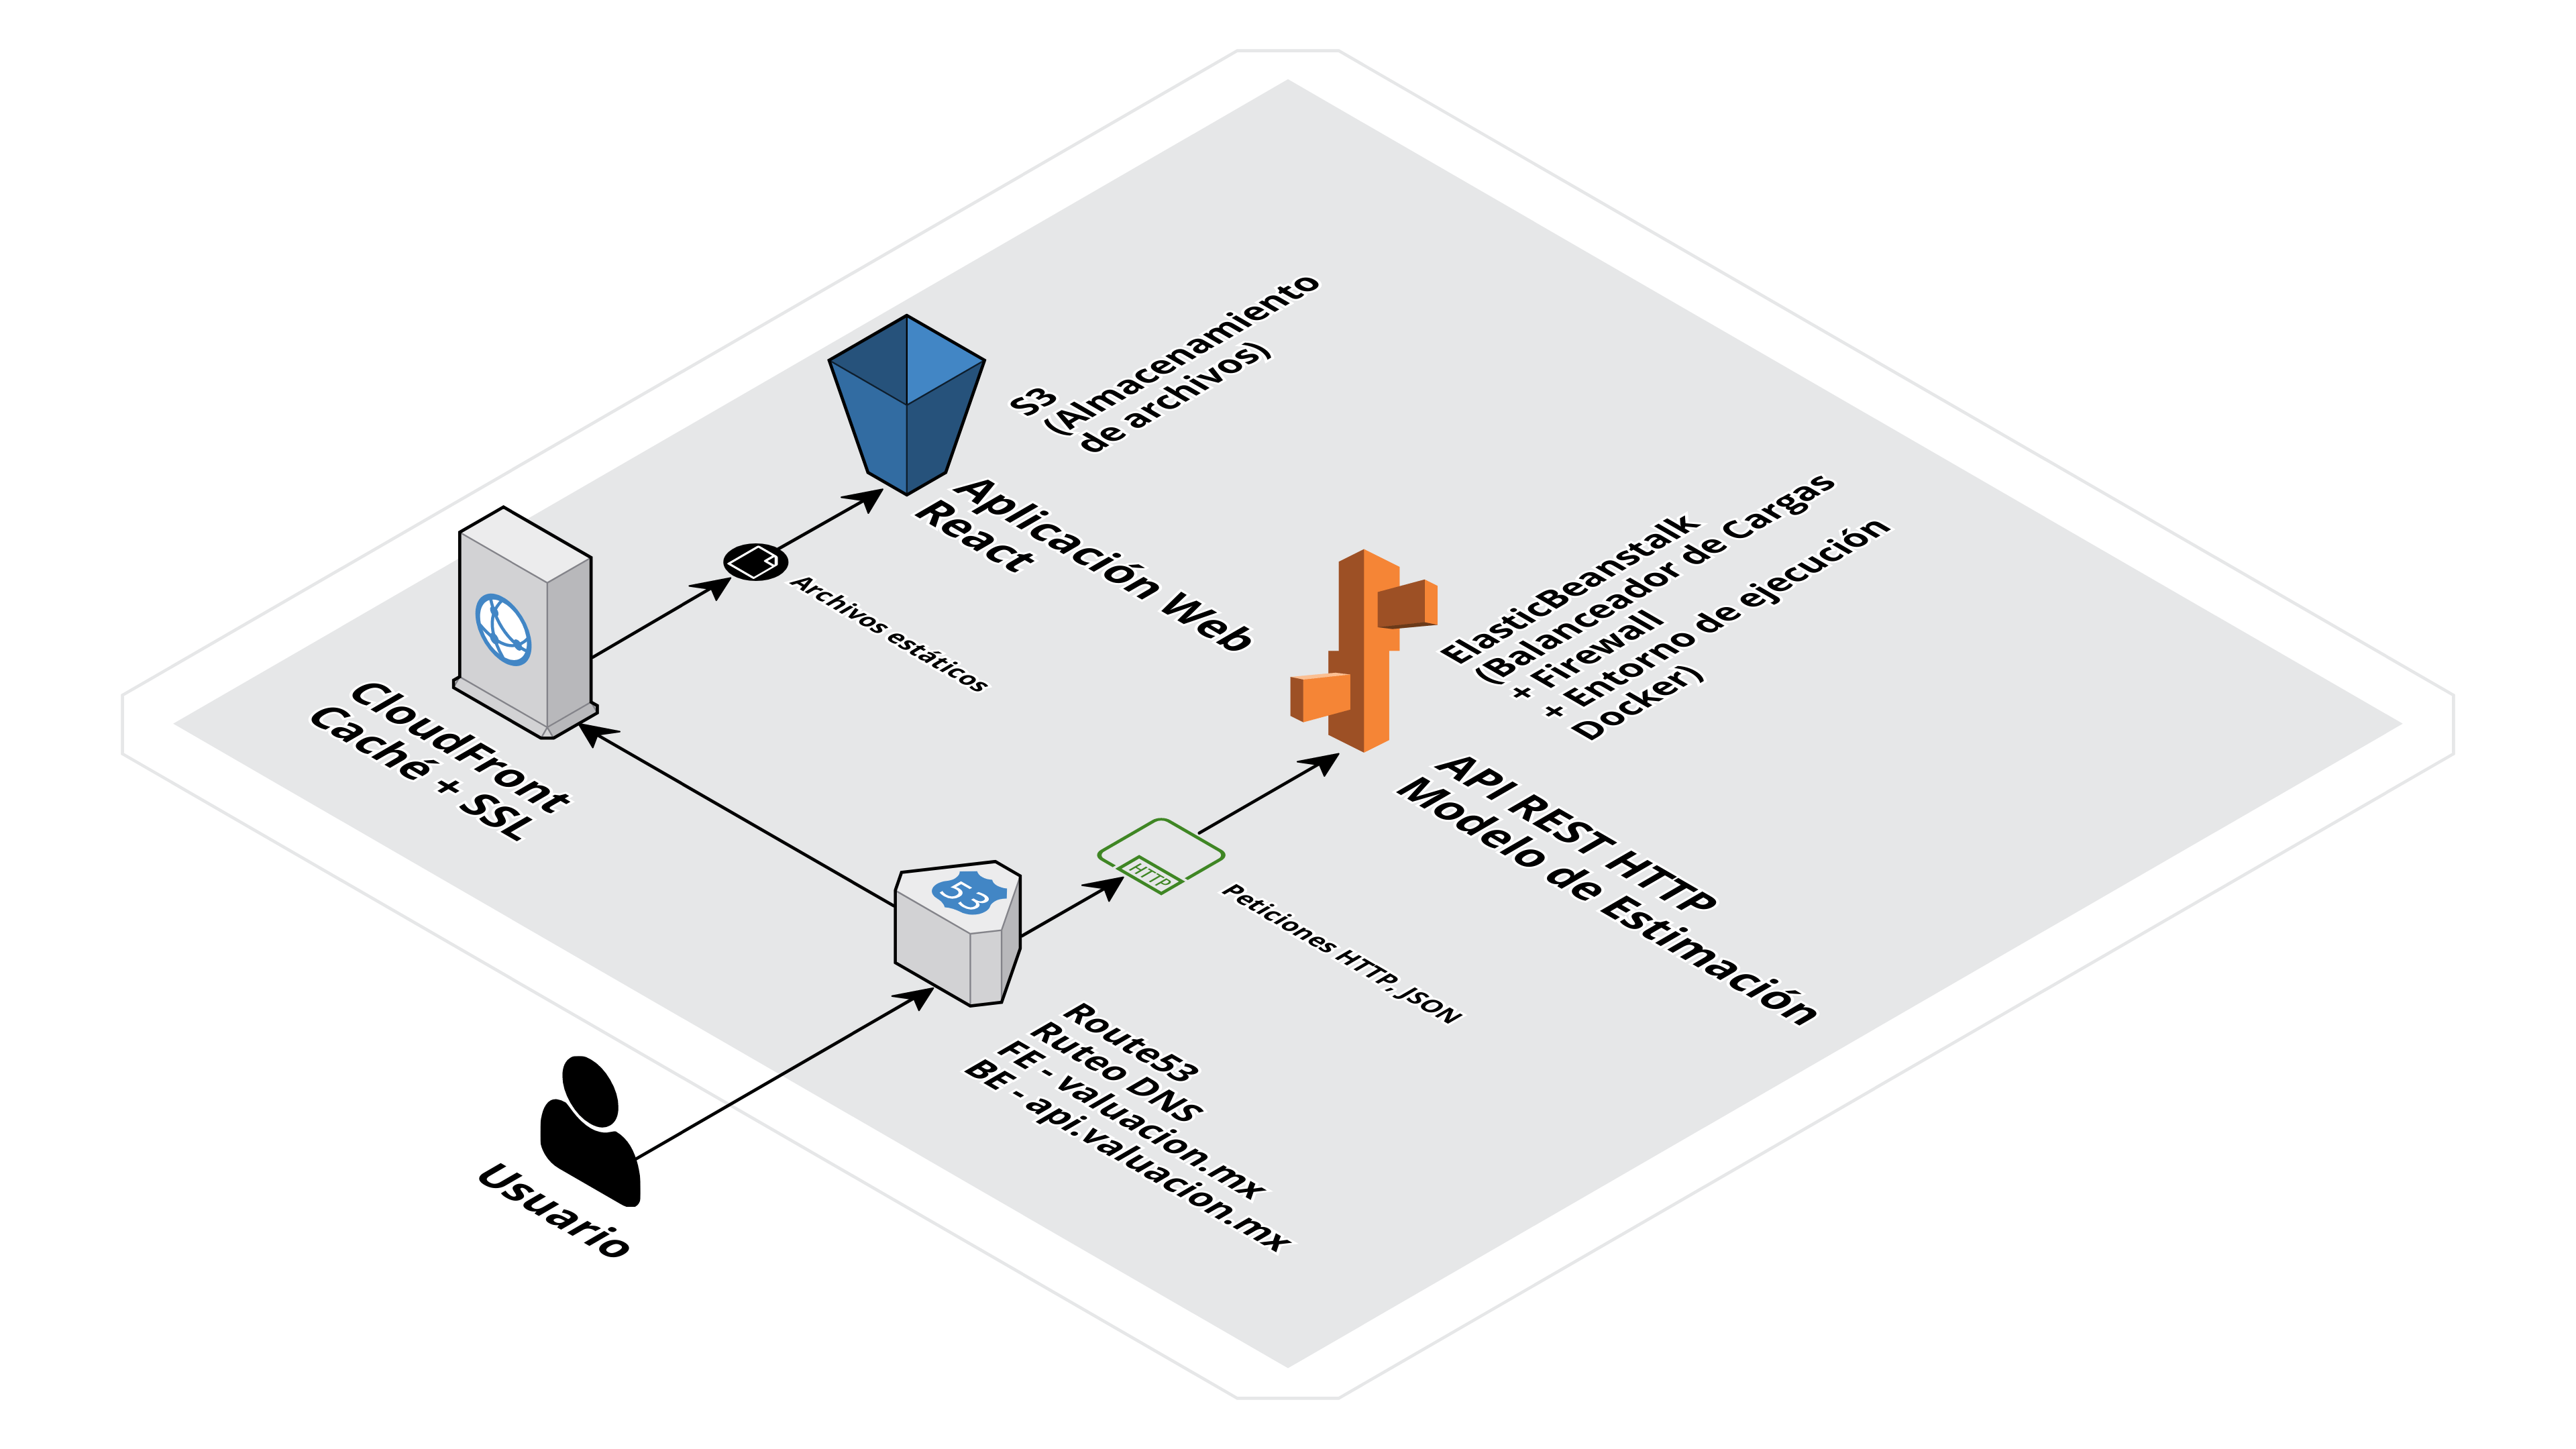 S3
(Almacenamiento
de archivos)
Aplicación Web
React
Archivos estáticos
CloudFront
Caché + SSL
ElasticBeanstalk
(Balanceador de Cargas
+ Firewall
+ Entorno de ejecución
Docker)
API REST HTTP
Modelo de Estimación
HTTP
Peticiones HTTP, JSON
53
Route53
Ruteo DNS
FE - valuacion.mx
BE - api.valuacion.mx
Usuario